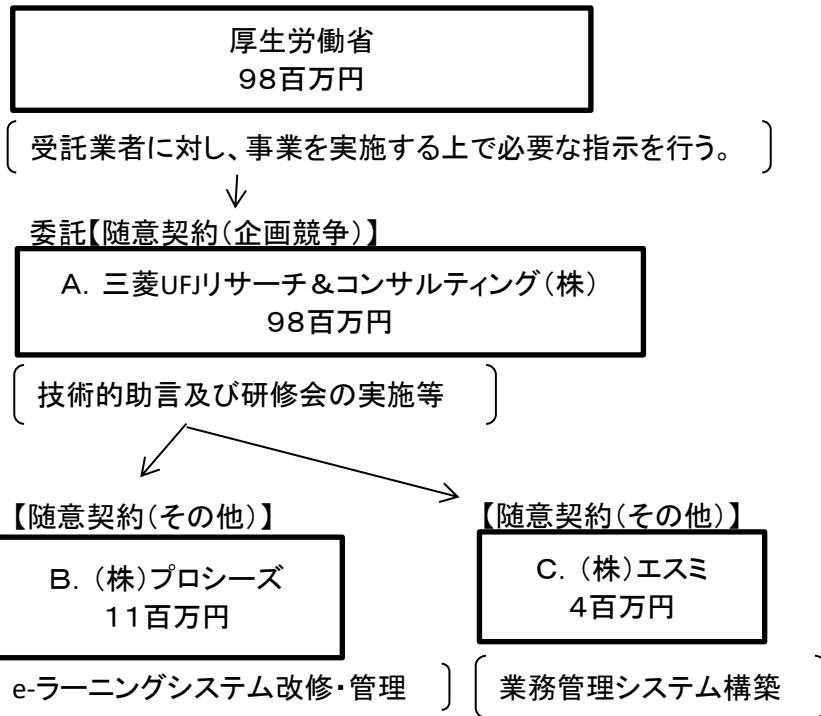 厚生労働省
98百万円
受託業者に対し、事業を実施する上で必要な指示を行う。
委託【随意契約(企画競争)】
A. 三菱UFJリサーチ&コンサルティング(株)
98百万円
技術的助言及び研修会の実施等
【随意契約(その他)】
【随意契約(その他)】
B. (株)プロシーズ
11百万円
C. (株)エスミ
4百万円
e-ラーニングシステム改修・管理
業務管理システム構築